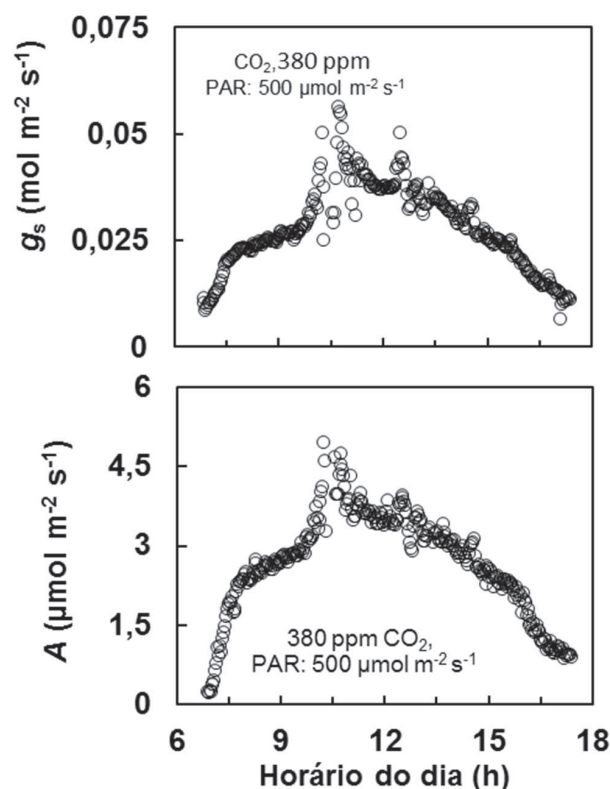 0,075
CO₂,380 ppm
PAR: 500 µmol m⁻² s⁻¹
0,05
0,025
0
gₛ (mol m⁻² s⁻¹)
6
4,5
3
1,5
0
A (µmol m⁻² s⁻¹)
380 ppm CO₂,
PAR: 500 µmol m⁻² s⁻¹
6 9 12 15 18
Horário do dia (h)